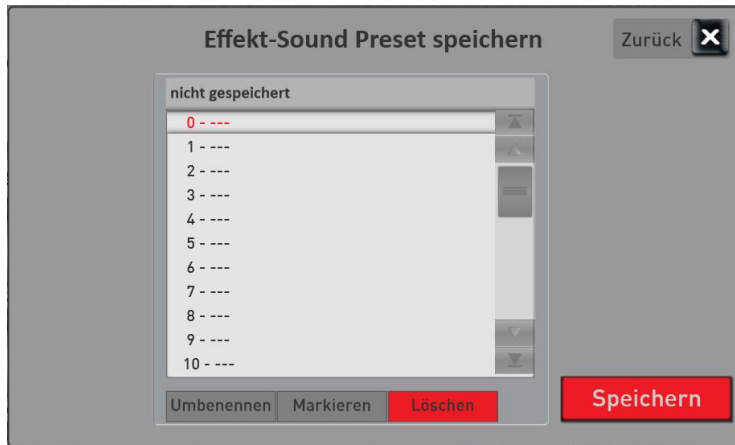 Effekt-Sound Preset speichern
Zurück
nicht gespeichert
0 - ---
1 - ---
2 - ---
3 - ---
4 - ---
5 - ---
6 - ---
7 - ---
8 - ---
9 - ---
10 - ---
Umbenennen Markieren Löschen
Speichern